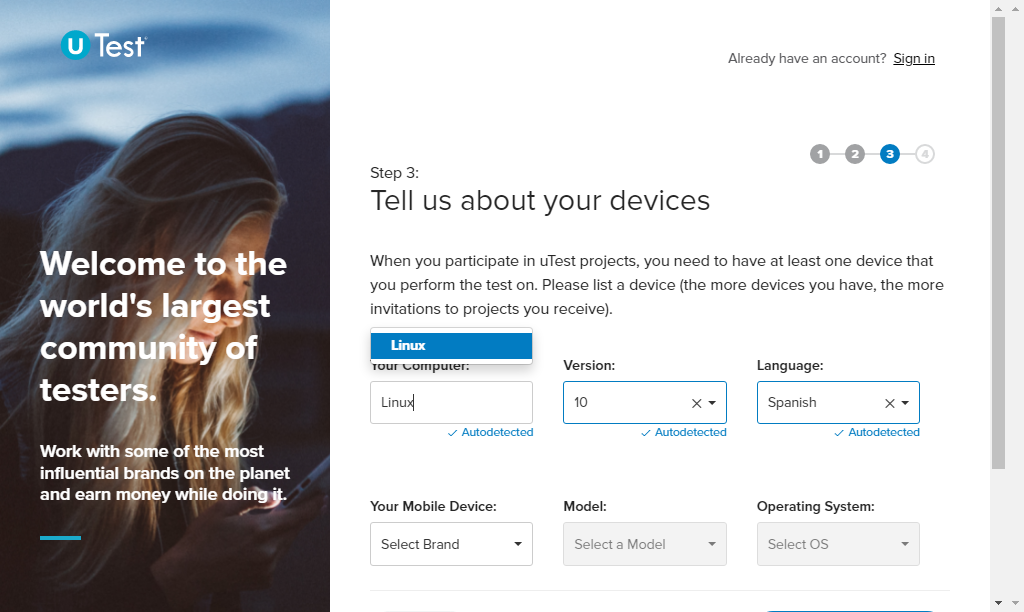 U Test
Already have an account? Sign in
1 2 3 4
Step 3:
Tell us about your devices
Welcome to the
world's largest
community of
testers.
Work with some of the most
influential brands on the planet
and earn money while doing it.
When you participate in uTest projects, you need to have at least one device that
you perform the test on. Please list a device (the more devices you have, the more
invitations to projects you receive).
Linux
Your Computer: Version: Language:
Linux 10 Spanish
Autodetected Autodetected Autodetected
Your Mobile Device: Model: Operating System:
Select Brand Select a Model Select OS